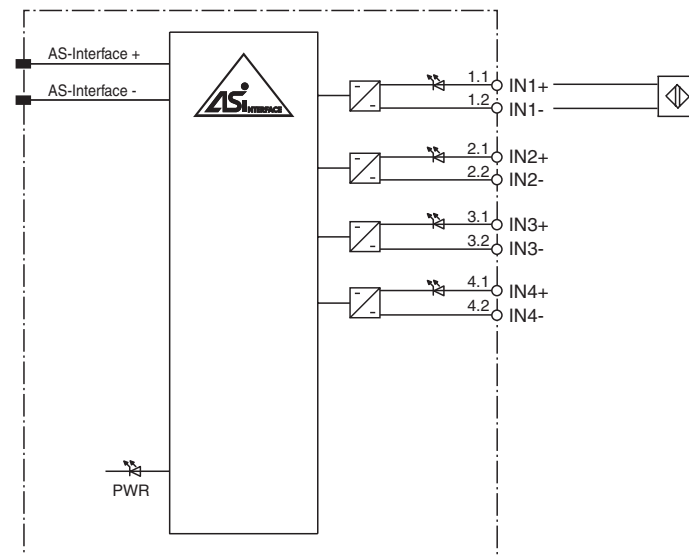 AS-Interface +
AS-Interface -
ASi INTERFACE
1.1 IN1+
1.2 IN1-
2.1 IN2+
2.2 IN2-
3.1 IN3+
3.2 IN3-
4.1 IN4+
4.2 IN4-
PWR